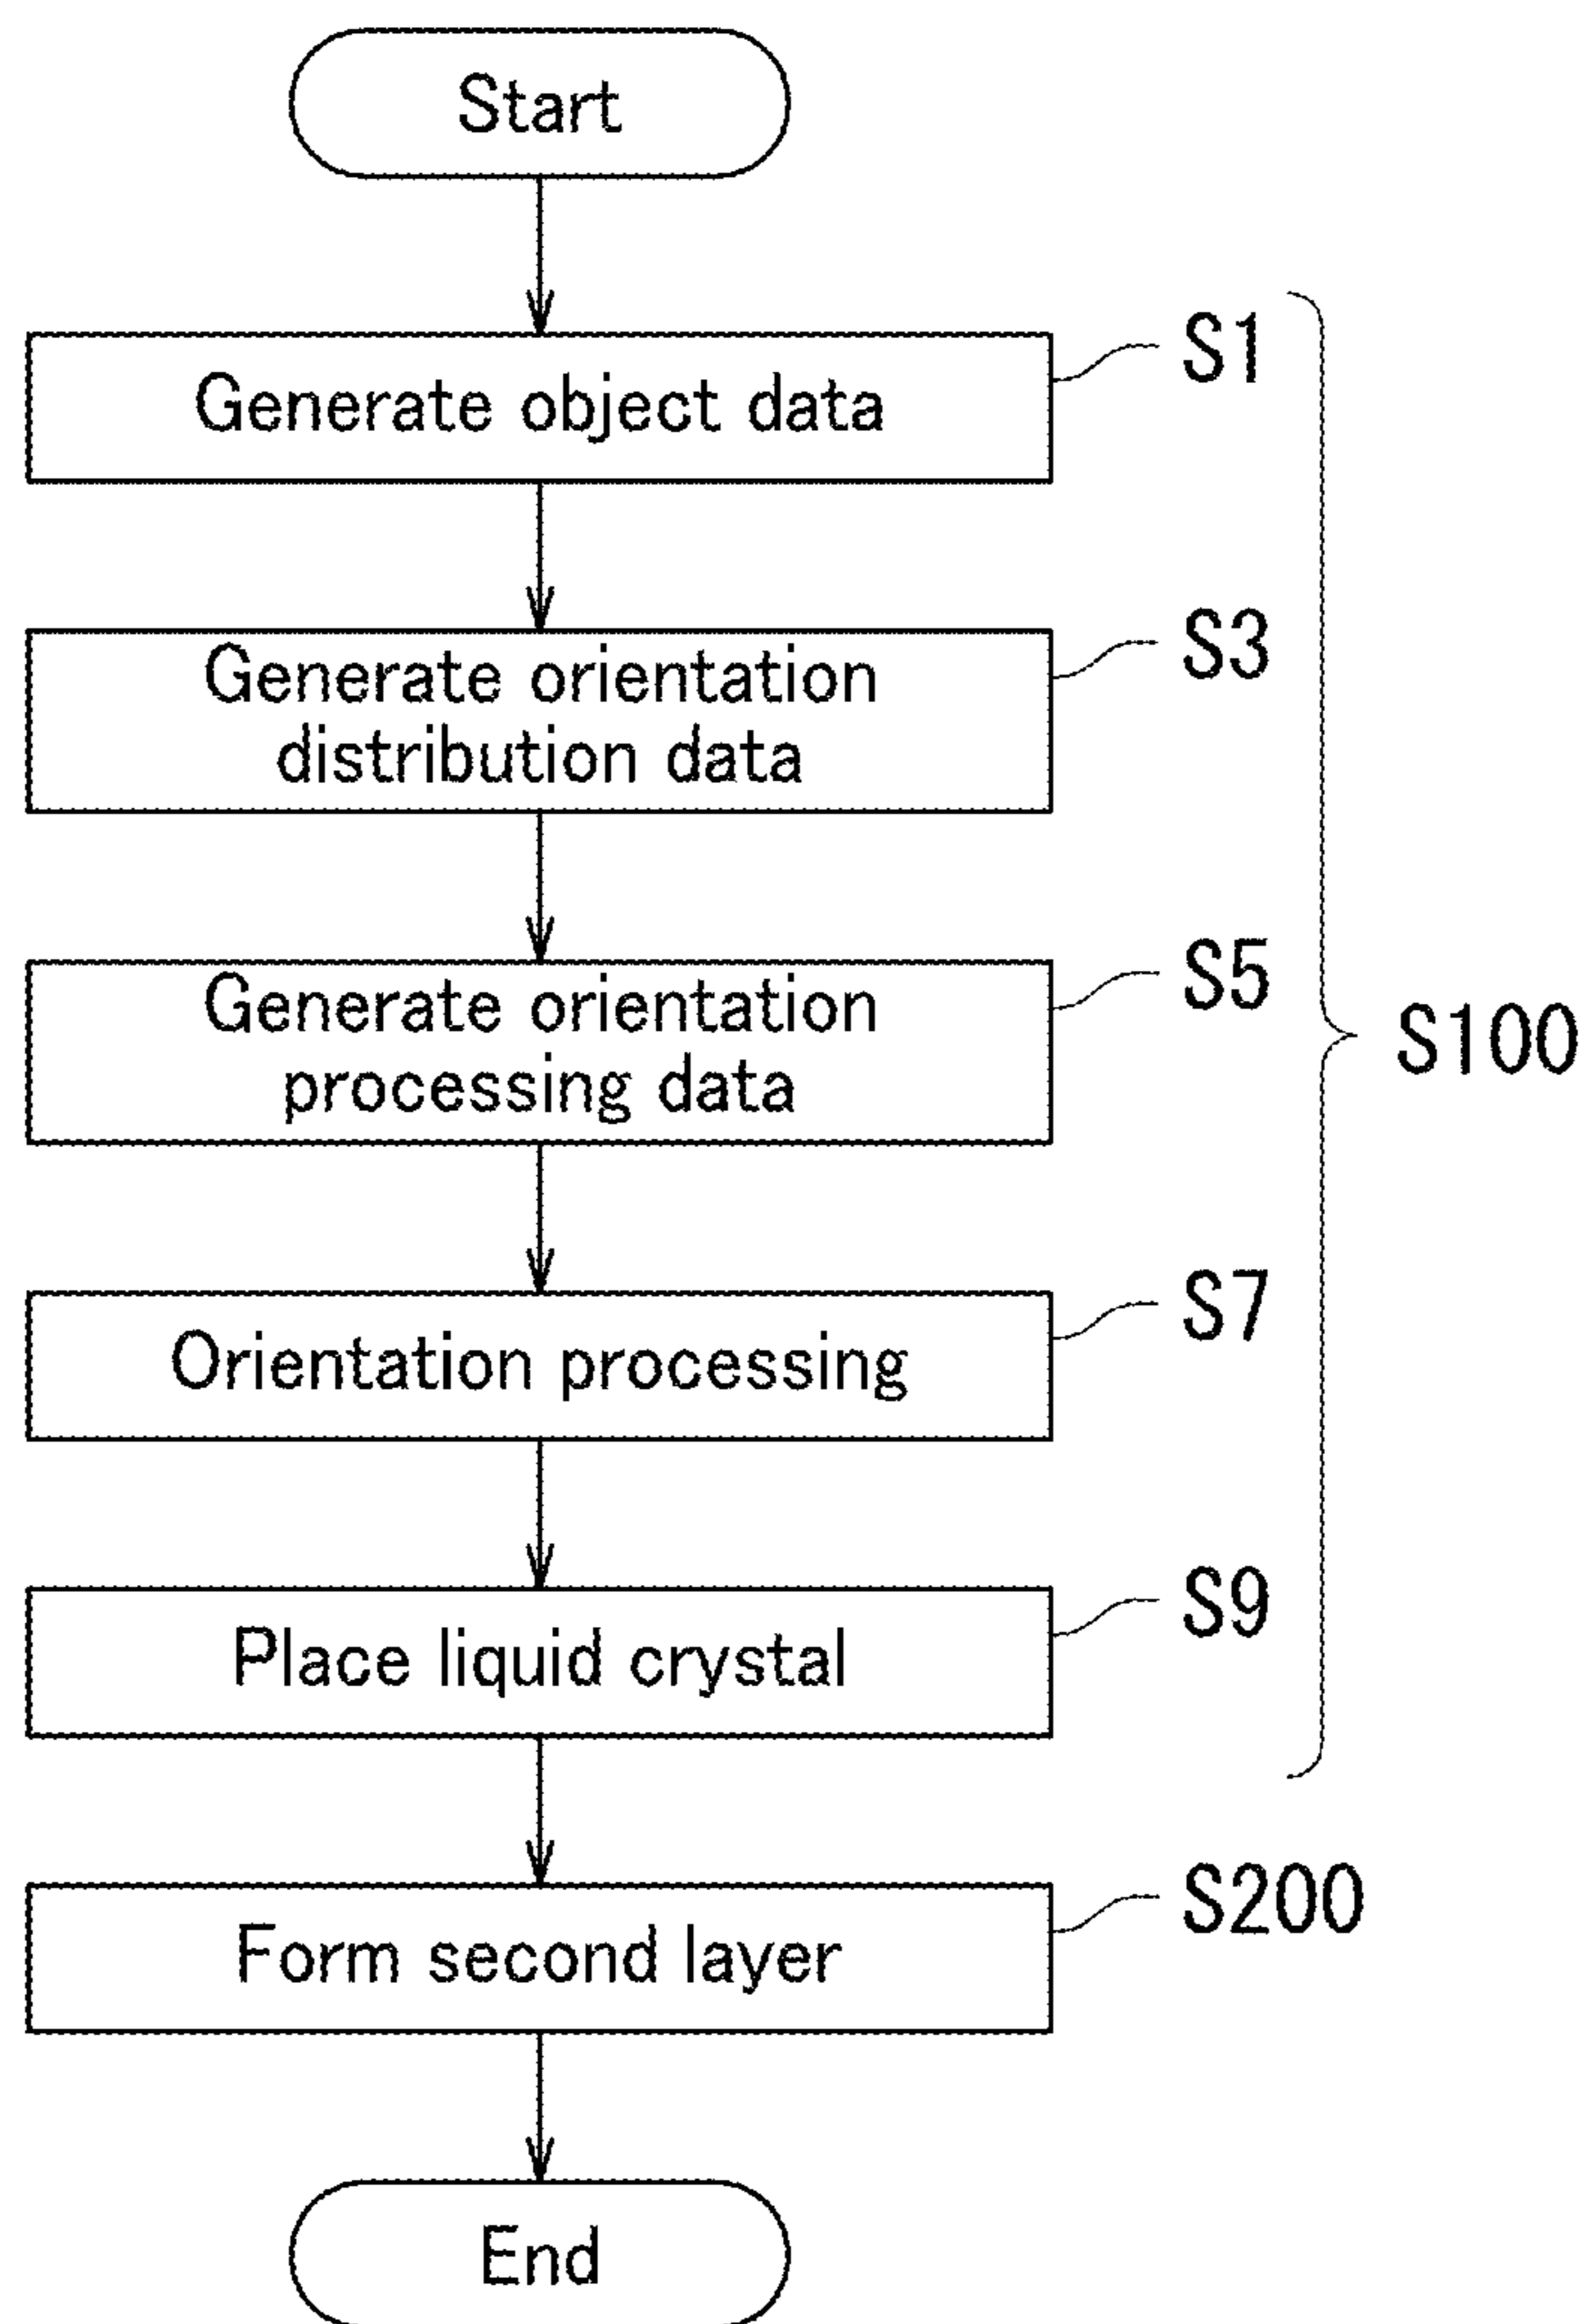 Start
Generate object data
S1
Generate orientation
distribution data
S3
Generate orientation
processing data
S5
S100
Orientation processing
S7
Place liquid crystal
S9
Form second layer
S200
End